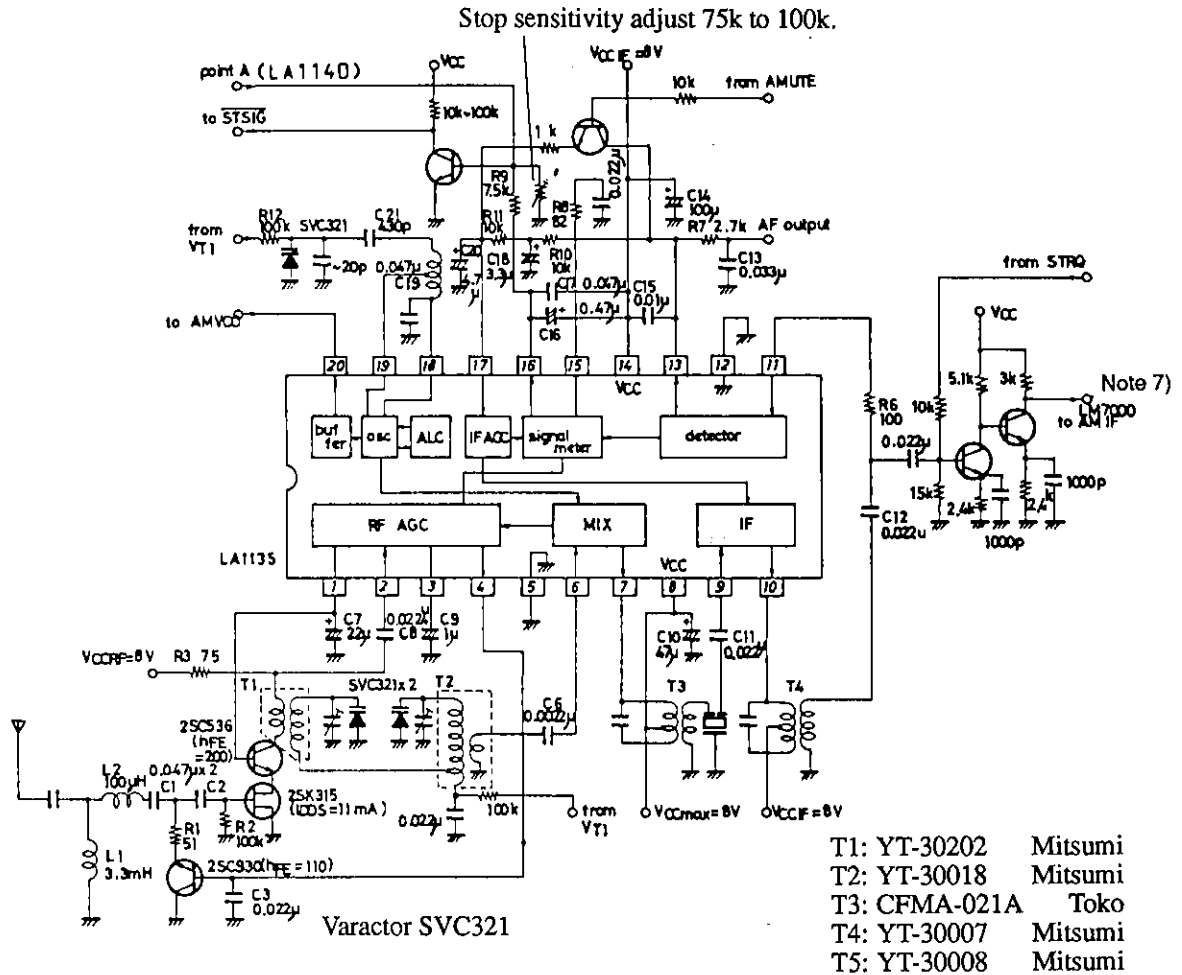 Stop sensitivity adjust 75k to 100k.
VCC
VCCIF=8V
point A (LA1140)
10k
from AMUTE
10k~100k
to STSIG
1k
R9
7.5k
R8
82
0.022μ
C14
100μ
R12
100k
SVC321
C21
430p
R11
10k
R7 2.7k
AF output
from
VT1
~20p
0.047μ
C19
C20
4.7μ
C18
3.3μ
R10
10k
C13
0.033μ
C17 0.047μ
C15
0.01μ
0.47μ
C16
from STRQ
to AMVCO
VCC
20
19
18
17
16
15
14
13
12
11
VCC
5.1k
3k
Note 7)
LM7000
to AM IF
R6
100
10k
0.022μ
buffer
osc
ALC
IF AGC
signal meter
detector
15k
2.4k
1000p
1000p
C12
0.022u
RF AGC
MIX
IF
LA1135
VCC
1
2
3
4
5
6
7
8
9
10
C7
22μ
0.022μ
C8
C9
1μ
C10
47μ
C11
0.022μ
VCCRF=8V
R3 75
T1
SVC321x2
T2
C6
0.0022μ
T3
T4
2SC536
(hFE
=200)
L2
100μH
0.047μx2
C1
C2
2SK315
(IDSS=11mA)
R1
51
R2
100k
0.022μ
100k
from
VT1
VCCmax=8V
VCCIF=8V
L1
3.3mH
2SC930(hFE=110)
C3
0.022μ
Varactor SVC321
T1: YT-30202 Mitsumi
T2: YT-30018 Mitsumi
T3: CFMA-021A Toko
T4: YT-30007 Mitsumi
T5: YT-30008 Mitsumi